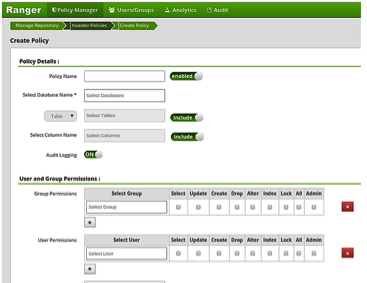 Ranger Policy Manager Users/Groups Analytics Audit
Manage Repository hivedev Policies Create Policy
Create Policy
Policy Details :
Policy Name enabled
Select Database Name * Select Databases
Table Select Tables include
Select Column Name Select Columns include
Audit Logging ON
User and Group Permissions :
Group Permissions Select Group Select Update Create Drop Alter Index Lock All Admin
Select Group
+
User Permissions Select User Select Update Create Drop Alter Index Lock All Admin
Select User
+